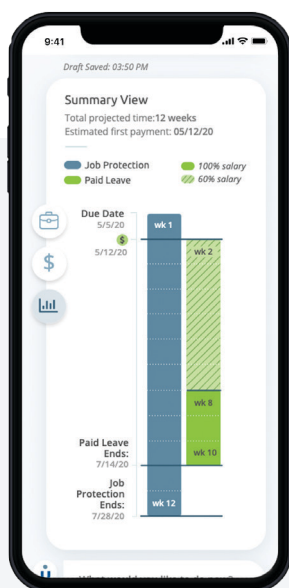 9:41
Draft Saved: 03:50 PM
Summary View
Total projected time:12 weeks
Estimated first payment: 05/12/20
Job Protection
100% salary
Paid Leave
60% salary
Due Date
5/5/20
wk 1
$
5/12/20
wk 2
$
wk 8
Paid Leave
Ends:
7/14/20
wk 10
Job
Protection
Ends:
7/28/20
wk 12